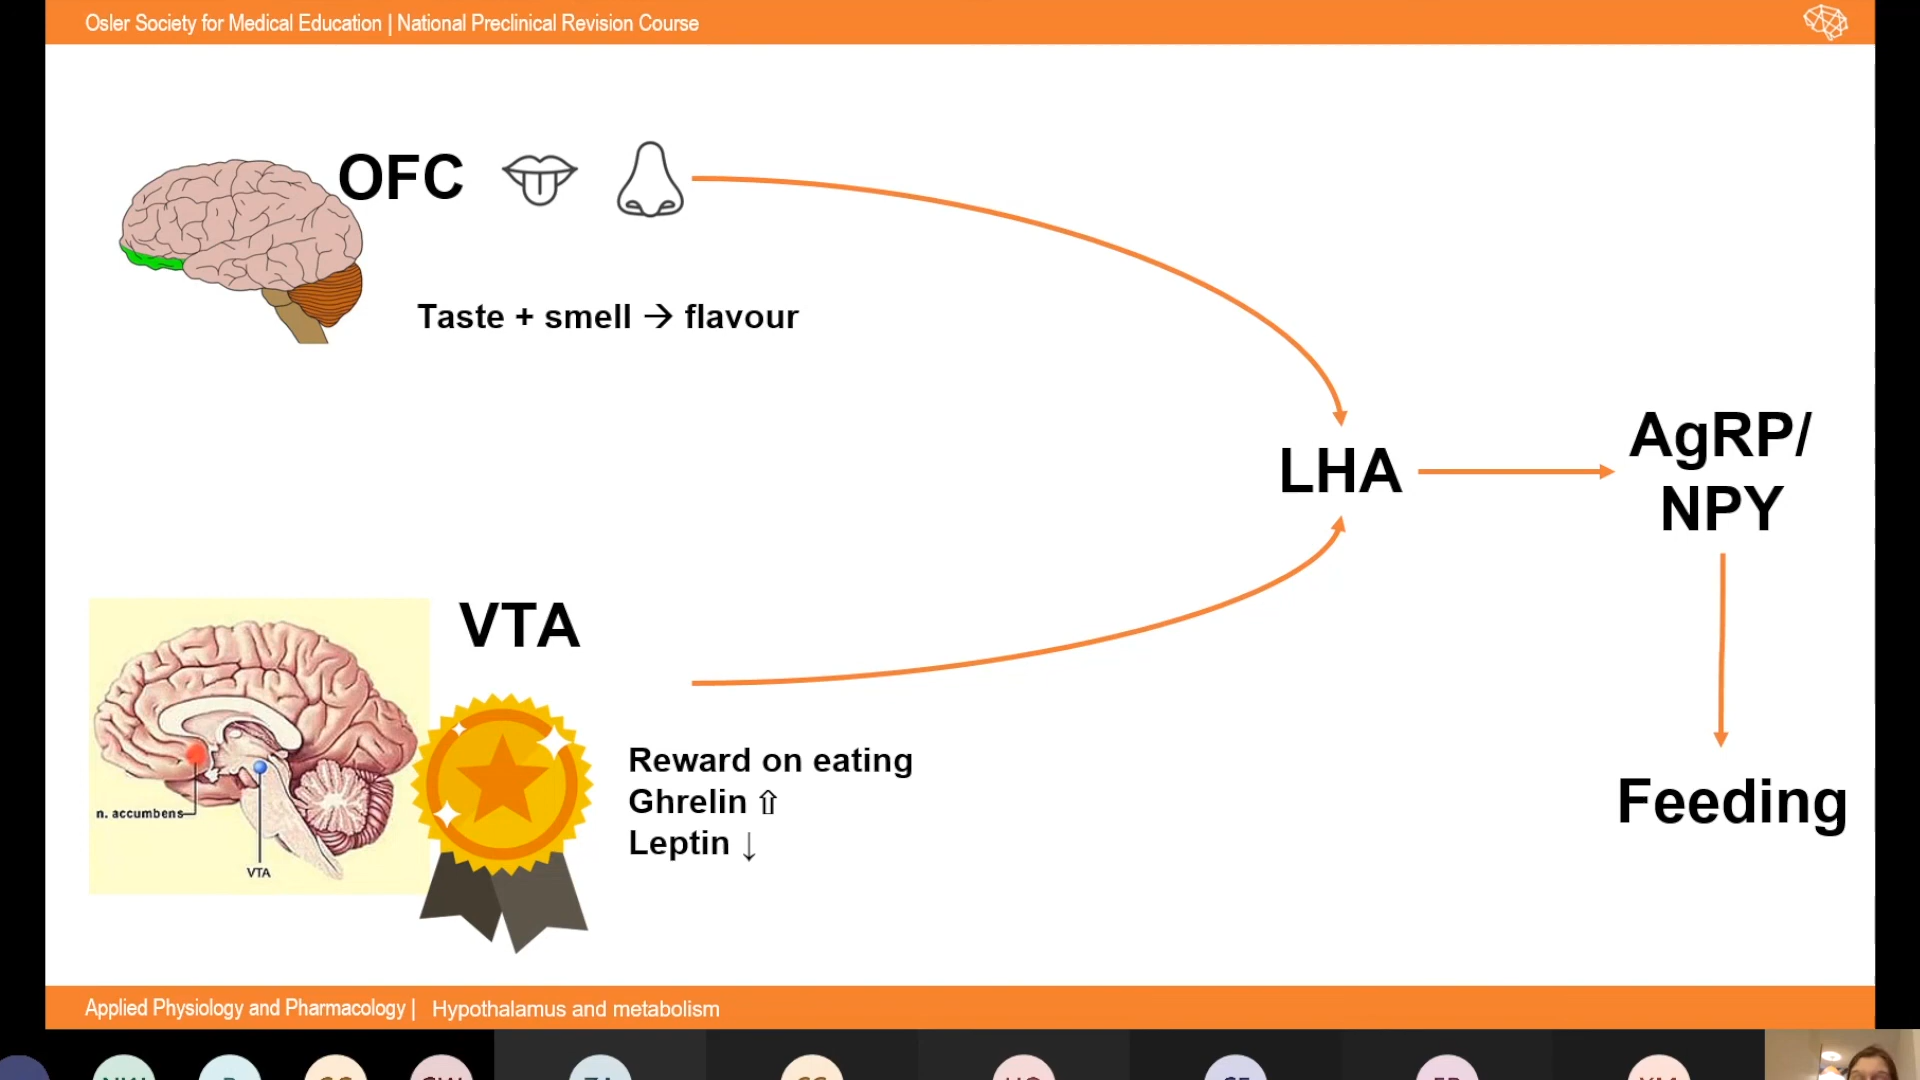 Osler Society for Medical Education | National Preclinical Revision Course
OFC
Taste + smell → flavour
LHA
AgRP/
NPY
VTA
n. accumbens
VTA
Reward on eating
Ghrelin ⇧
Leptin ↓
Feeding
Applied Physiology and Pharmacology | Hypothalamus and metabolism